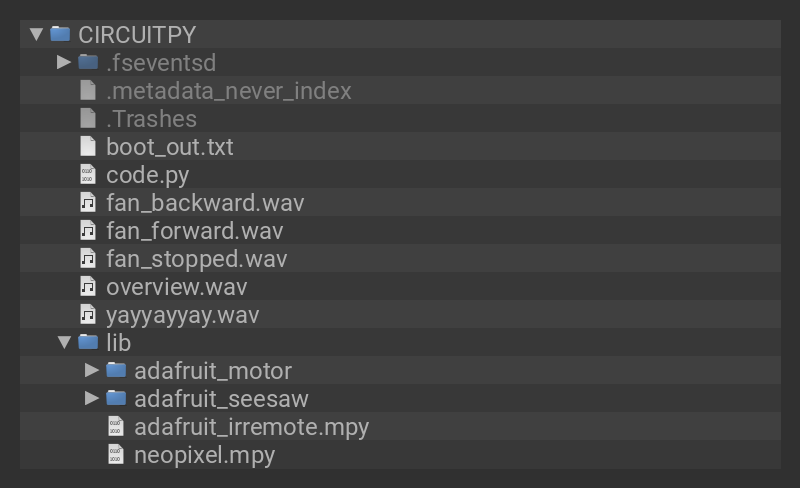 CIRCUITPY
.fseventsd
.metadata_never_index
.Trashes
boot_out.txt
code.py
fan_backward.wav
fan_forward.wav
fan_stopped.wav
overview.wav
yayyayyay.wav
lib
adafruit_motor
adafruit_seesaw
adafruit_irremote.mpy
neopixel.mpy